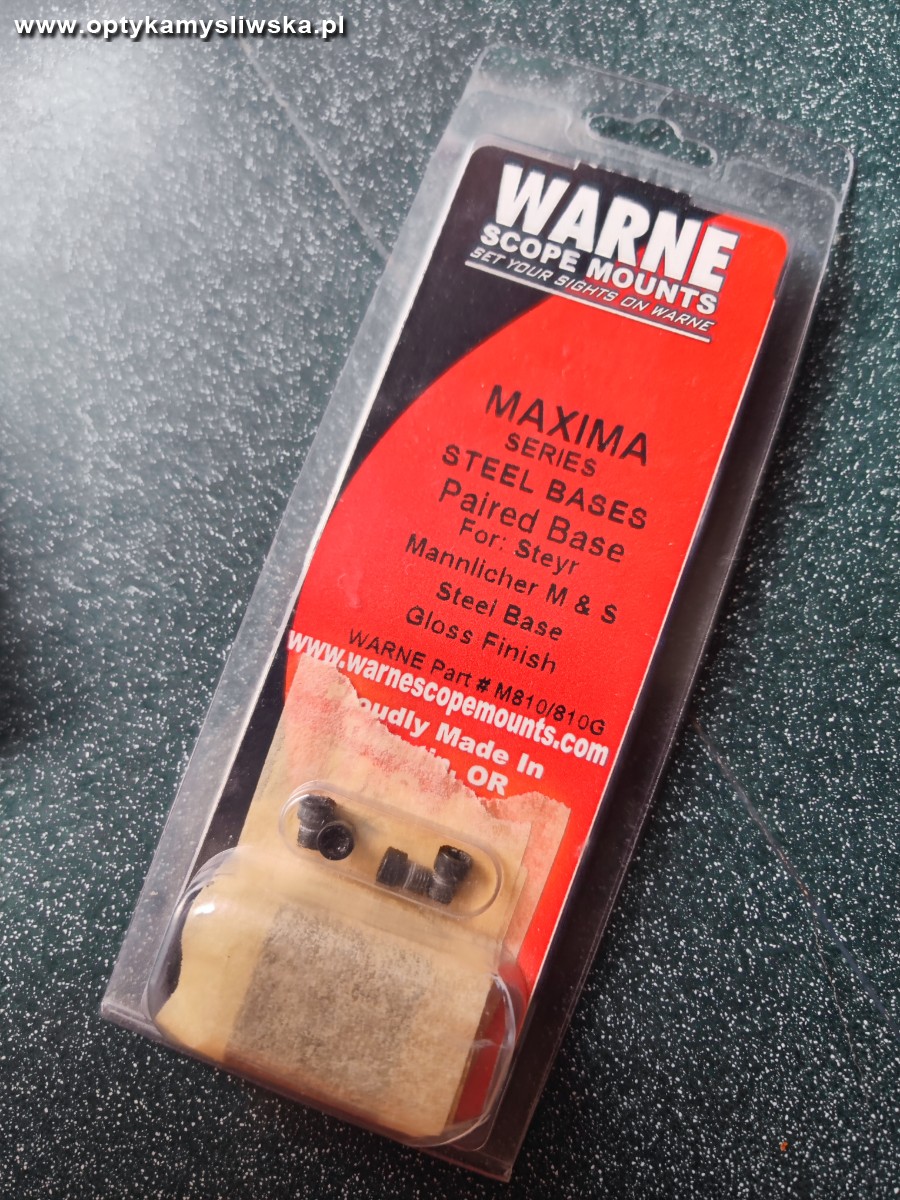 www.optykamysliwska.pl
WARNE
SCOPE MOUNTS
SET YOUR SIGHTS ON WARNE
MAXIMA
SERIES
STEEL BASES
Paired Base
For: Steyr
Mannlicher M & S
Steel Base
Gloss Finish
WARNE Part # M810/810G
www.warnescopemounts.com
oudly Made In
, OR